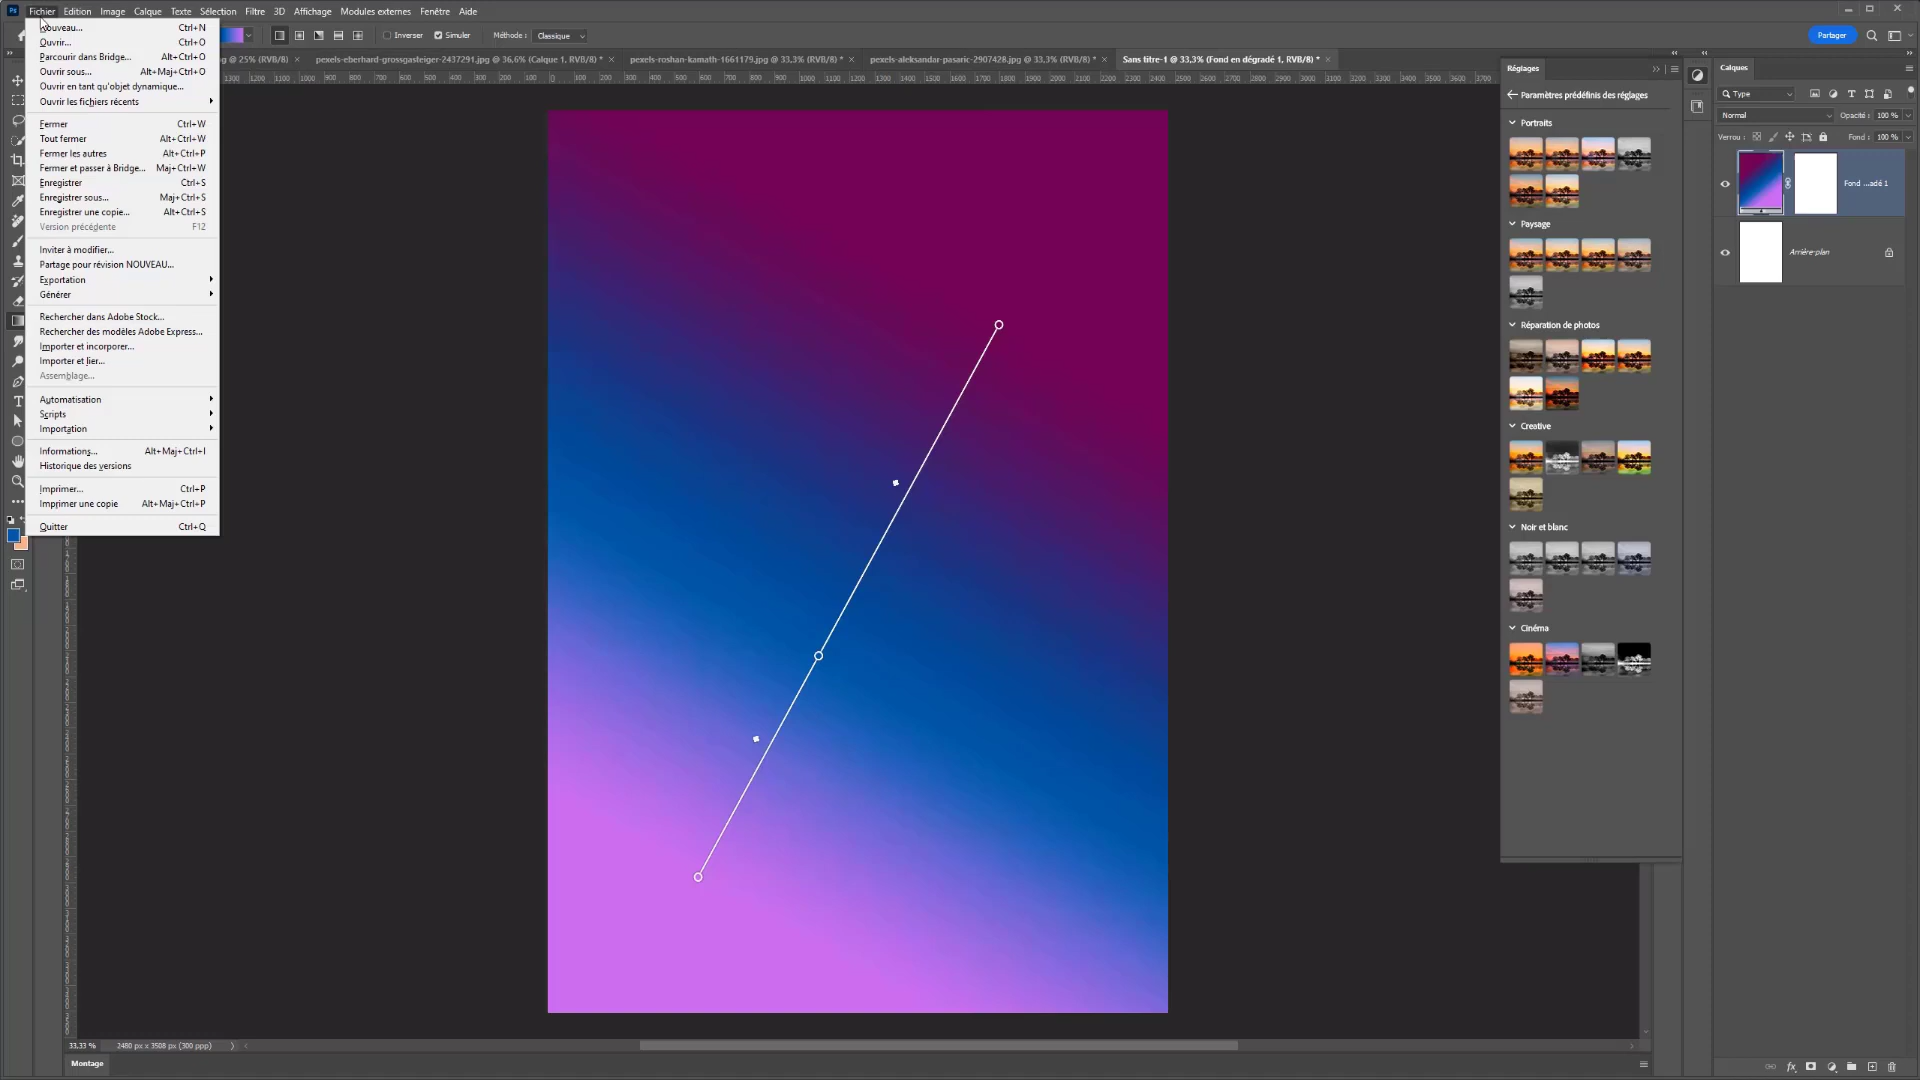 Ps Fichier Edition Image Calque Texte Sélection Filtre 3D Affichage Modules externes Fenêtre Aide
Inverser Simuler Méthode : Classique Partager
@ 25% (RVB/8) × pexels-eberhard-grossgasteiger-2437291.jpg @ 36,6% (Calque 1, RVB/8) * × pexels-roshan-kamath-1661179.jpg @ 33,3% (RVB/8) * × pexels-aleksandar-pasaric-2907428.jpg @ 33,3% (RVB/8) * × Sans titre-1 @ 33,3% (Fond en dégradé 1, RVB/8) * ×
Nouveau... Ctrl+N
Ouvrir... Ctrl+O
Parcourir dans Bridge... Alt+Ctrl+O
Ouvrir sous... Alt+Maj+Ctrl+O
Ouvrir en tant qu'objet dynamique...
Ouvrir les fichiers récents
Fermer Ctrl+W
Tout fermer Alt+Ctrl+W
Fermer les autres Alt+Ctrl+P
Fermer et passer à Bridge... Maj+Ctrl+W
Enregistrer Ctrl+S
Enregistrer sous... Maj+Ctrl+S
Enregistrer une copie... Alt+Ctrl+S
Version précédente F12
Inviter à modifier...
Partage pour révision NOUVEAU...
Exportation
Générer
Rechercher dans Adobe Stock...
Rechercher des modèles Adobe Express...
Importer et incorporer...
Importer et lier...
Assemblage...
Automatisation
Scripts
Importation
Informations... Alt+Maj+Ctrl+I
Historique des versions
Imprimer... Ctrl+P
Imprimer une copie Alt+Maj+Ctrl+P
Quitter Ctrl+Q
Réglages
Paramètres prédéfinis des réglages
Portraits
Paysage
Réparation de photos
Creative
Noir et blanc
Cinéma
Calques
Type
Normal Opacité : 100 %
Verrou : Fond : 100 %
Fond ...adé 1
Arrière-plan
33,33 % 2480 px x 3508 px (300 ppp)
Montage